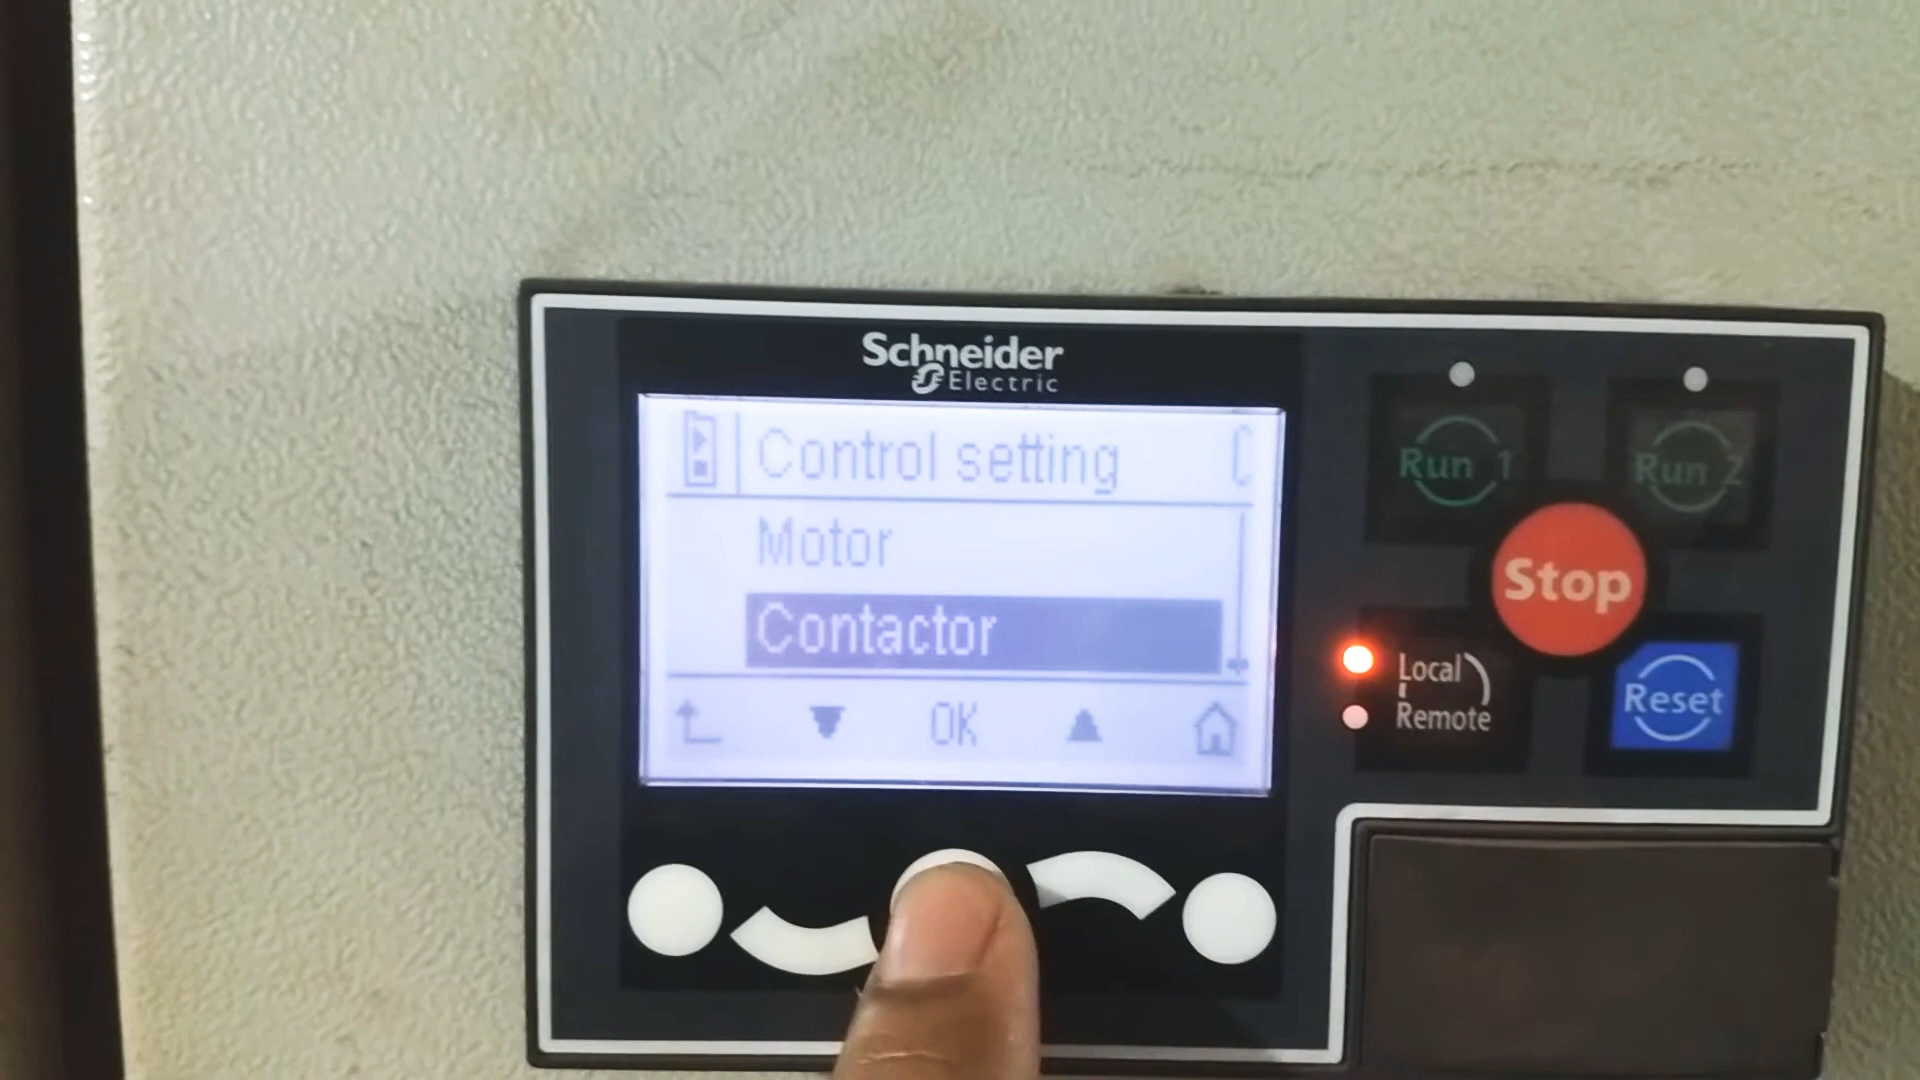 Schneider
Electric
Control setting
Motor
Contactor
OK
Run 1
Run 2
Stop
Local
Remote
Reset